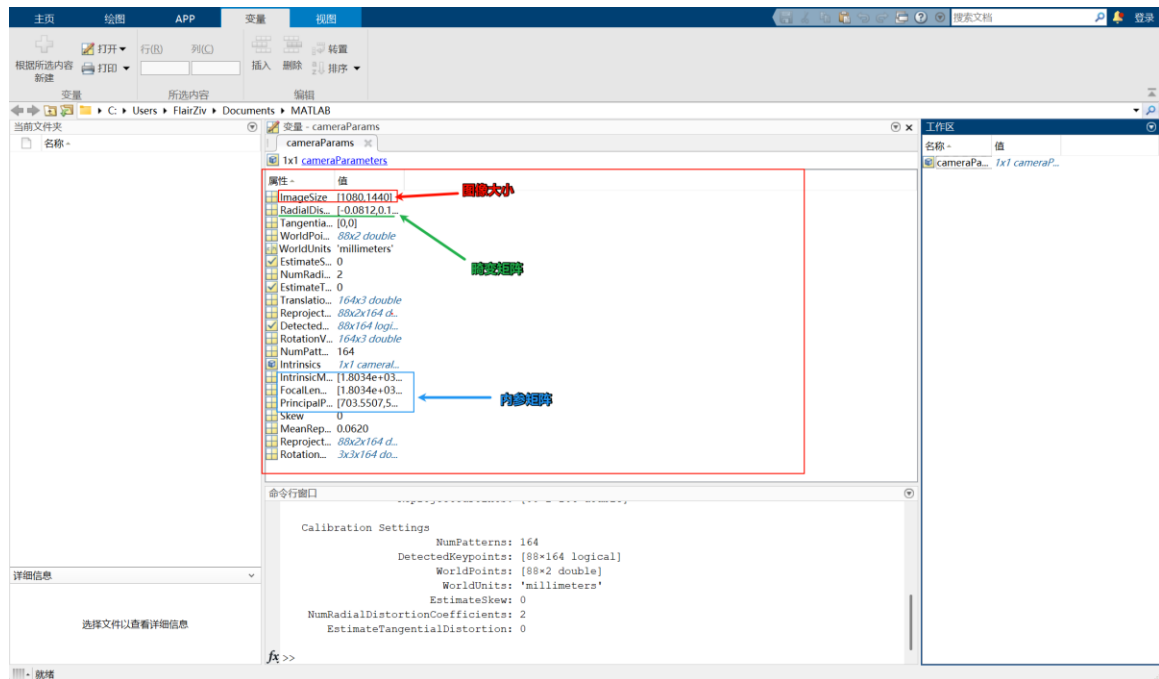 主页 绘图 APP 变量 视图 搜索文档 登录
根据所选内容
新建
打开
打印
行(R) 列(C)
插入 删除
转置
排序
变量 所选内容 编辑
C: Users FlairZiv Documents MATLAB
当前文件夹
名称
变量 - cameraParams
cameraParams
1x1 cameraParameters
属性 值
ImageSize [1080,1440]
RadialDis... [-0.0812,0.1...
Tangentia... [0,0]
WorldPoi... 88x2 double
WorldUnits 'millimeters'
EstimateS... 0
NumRadi... 2
EstimateT... 0
Translatio... 164x3 double
Reproject... 88x2x164 d...
Detected... 88x164 logi...
RotationV... 164x3 double
NumPatt... 164
Intrinsics 1x1 cameraI...
IntrinsicM... [1.8034e+03...
FocalLen... [1.8034e+03...
PrincipalP... [703.5507,5...
Skew 0
MeanRep... 0.0620
Reproject... 88x2x164 d...
Rotation... 3x3x164 do...
图像大小
畸变矩阵
内参矩阵
工作区
名称 值
cameraPa... 1x1 cameraP...
命令行窗口
Calibration Settings
NumPatterns: 164
DetectedKeypoints: [88×164 logical]
WorldPoints: [88×2 double]
WorldUnits: 'millimeters'
EstimateSkew: 0
NumRadialDistortionCoefficients: 2
EstimateTangentialDistortion: 0
fx >>
详细信息
选择文件以查看详细信息
就绪